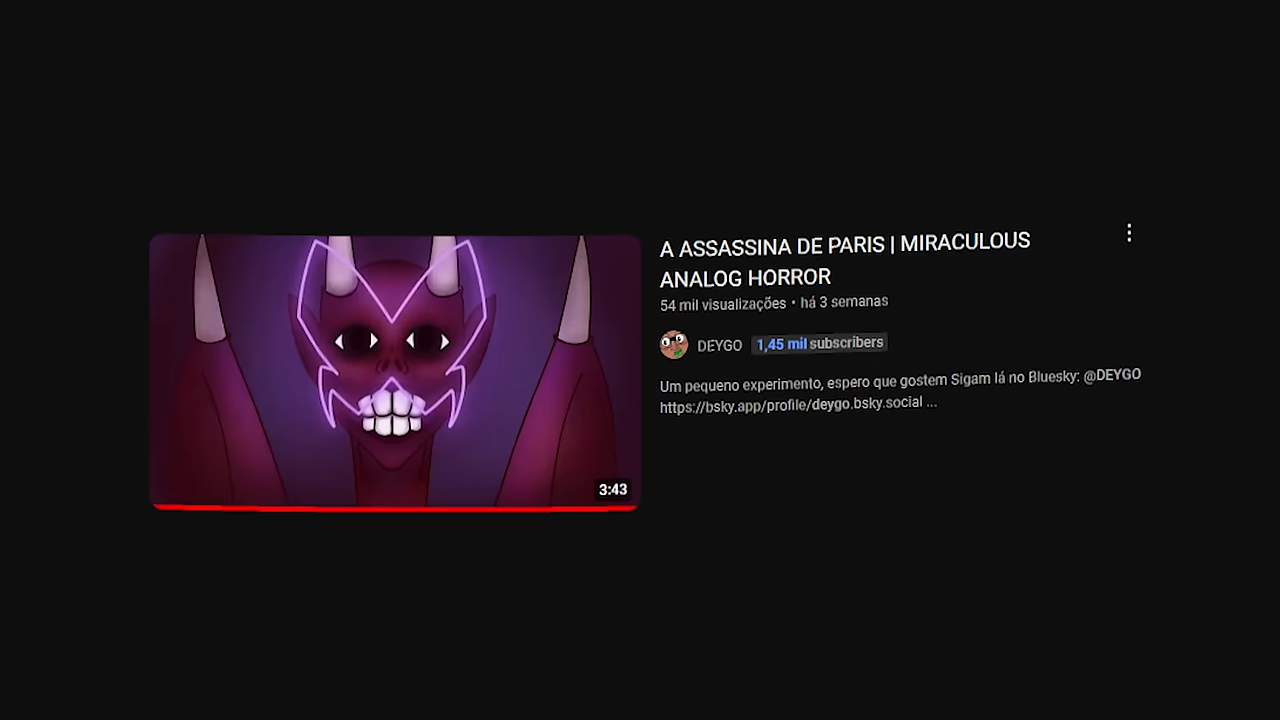 A ASSASSINA DE PARIS | MIRACULOUS
ANALOG HORROR
54 mil visualizações • há 3 semanas
DEYGO 1,45 mil subscribers
Um pequeno experimento, espero que gostem Sigam lá no Bluesky: @DEYGO
https://bsky.app/profile/deygo.bsky.social ...
3:43